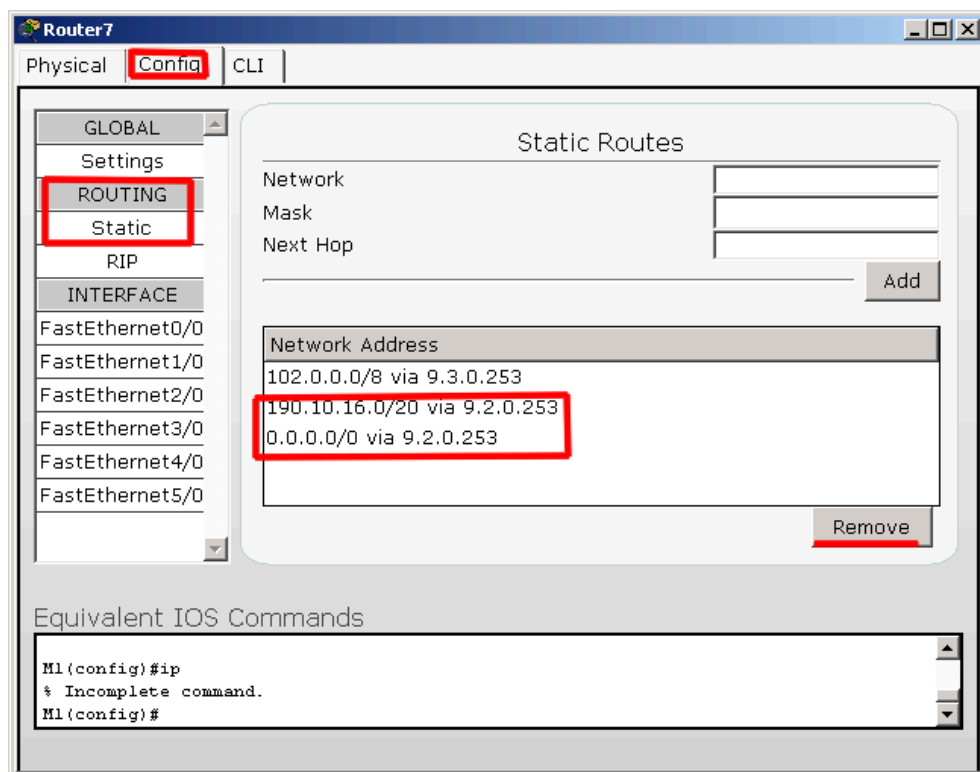 Router7
Physical Config CLI
GLOBAL
Settings
ROUTING
Static
RIP
INTERFACE
FastEthernet0/0
FastEthernet1/0
FastEthernet2/0
FastEthernet3/0
FastEthernet4/0
FastEthernet5/0
Static Routes
Network
Mask
Next Hop
Add
Network Address
102.0.0.0/8 via 9.3.0.253
190.10.16.0/20 via 9.2.0.253
0.0.0.0/0 via 9.2.0.253
Remove
Equivalent IOS Commands
M1(config)#ip
% Incomplete command.
M1(config)#